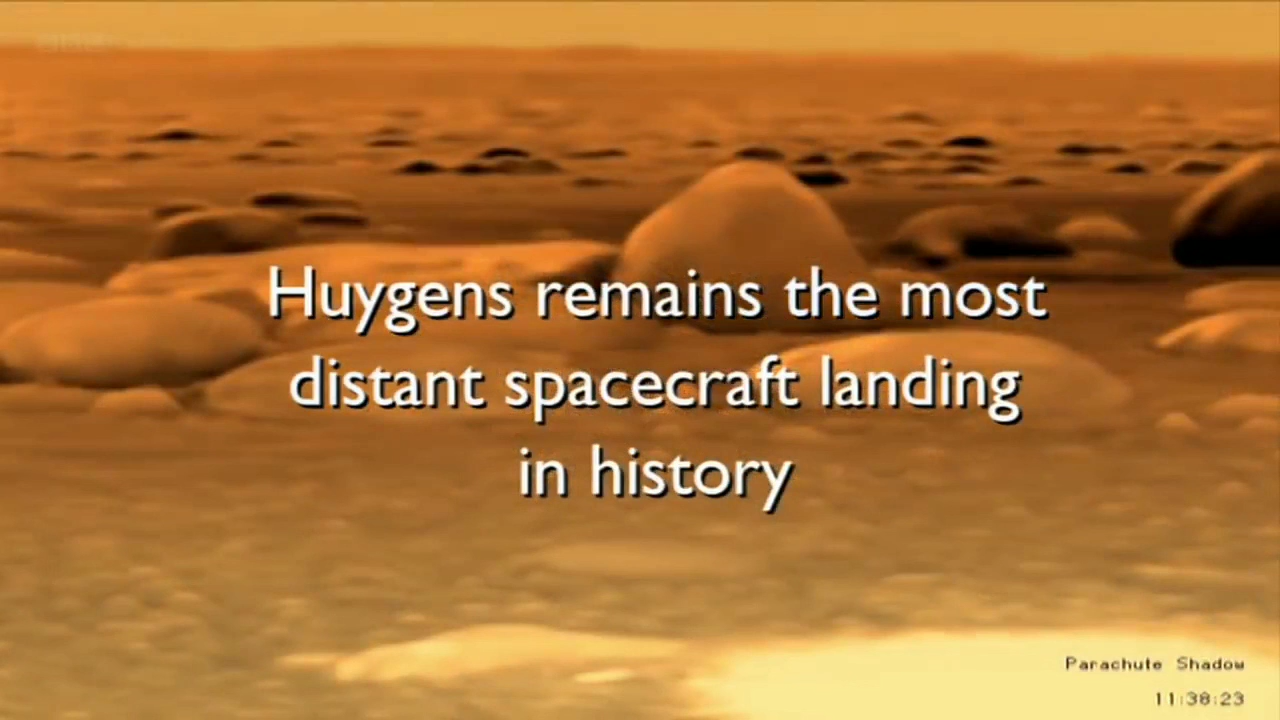 Huygens remains the most
distant spacecraft landing
in history
Parachute Shadow
11:38:23